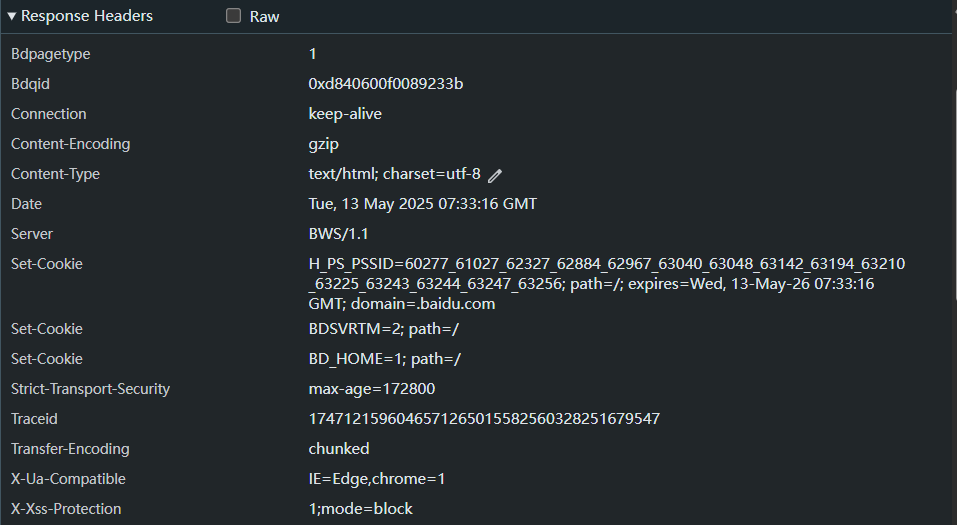 Response Headers Raw
Bdpagetype 1
Bdqid 0xd840600f0089233b
Connection keep-alive
Content-Encoding gzip
Content-Type text/html; charset=utf-8
Date Tue, 13 May 2025 07:33:16 GMT
Server BWS/1.1
Set-Cookie H_PS_PSSID=60277_61027_62327_62884_62967_63040_63048_63142_63194_63210
_63225_63243_63244_63247_63256; path=/; expires=Wed, 13-May-26 07:33:16
GMT; domain=.baidu.com
Set-Cookie BDSVRTM=2; path=/
Set-Cookie BD_HOME=1; path=/
Strict-Transport-Security max-age=172800
Traceid 1747121596046571265015582560328251679547
Transfer-Encoding chunked
X-Ua-Compatible IE=Edge,chrome=1
X-Xss-Protection 1;mode=block